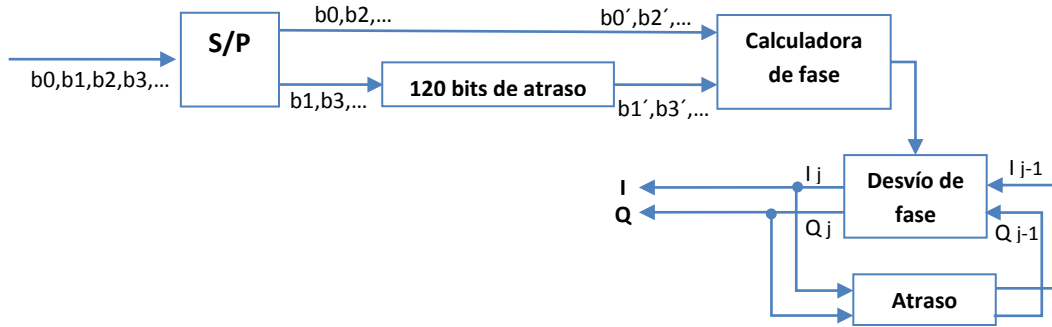 b0,b2,...
b0´,b2´,...
S/P
Calculadora
de fase
b0,b1,b2,b3,...
120 bits de atraso
b1,b3,...
b1´,b3´,...
I j
Desvío de
fase
I j-1
I
Q
Q j
Q j-1
Atraso